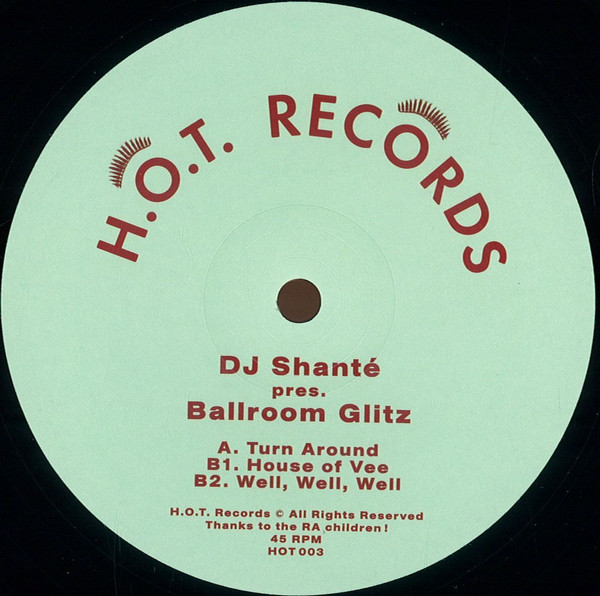 H.O.T. RECORDS
DJ Shanté
pres.
Ballroom Glitz
A. Turn Around
B1. House of Vee
B2. Well, Well, Well
H.O.T. Records © All Rights Reserved
Thanks to the RA children!
45 RPM
HOT003